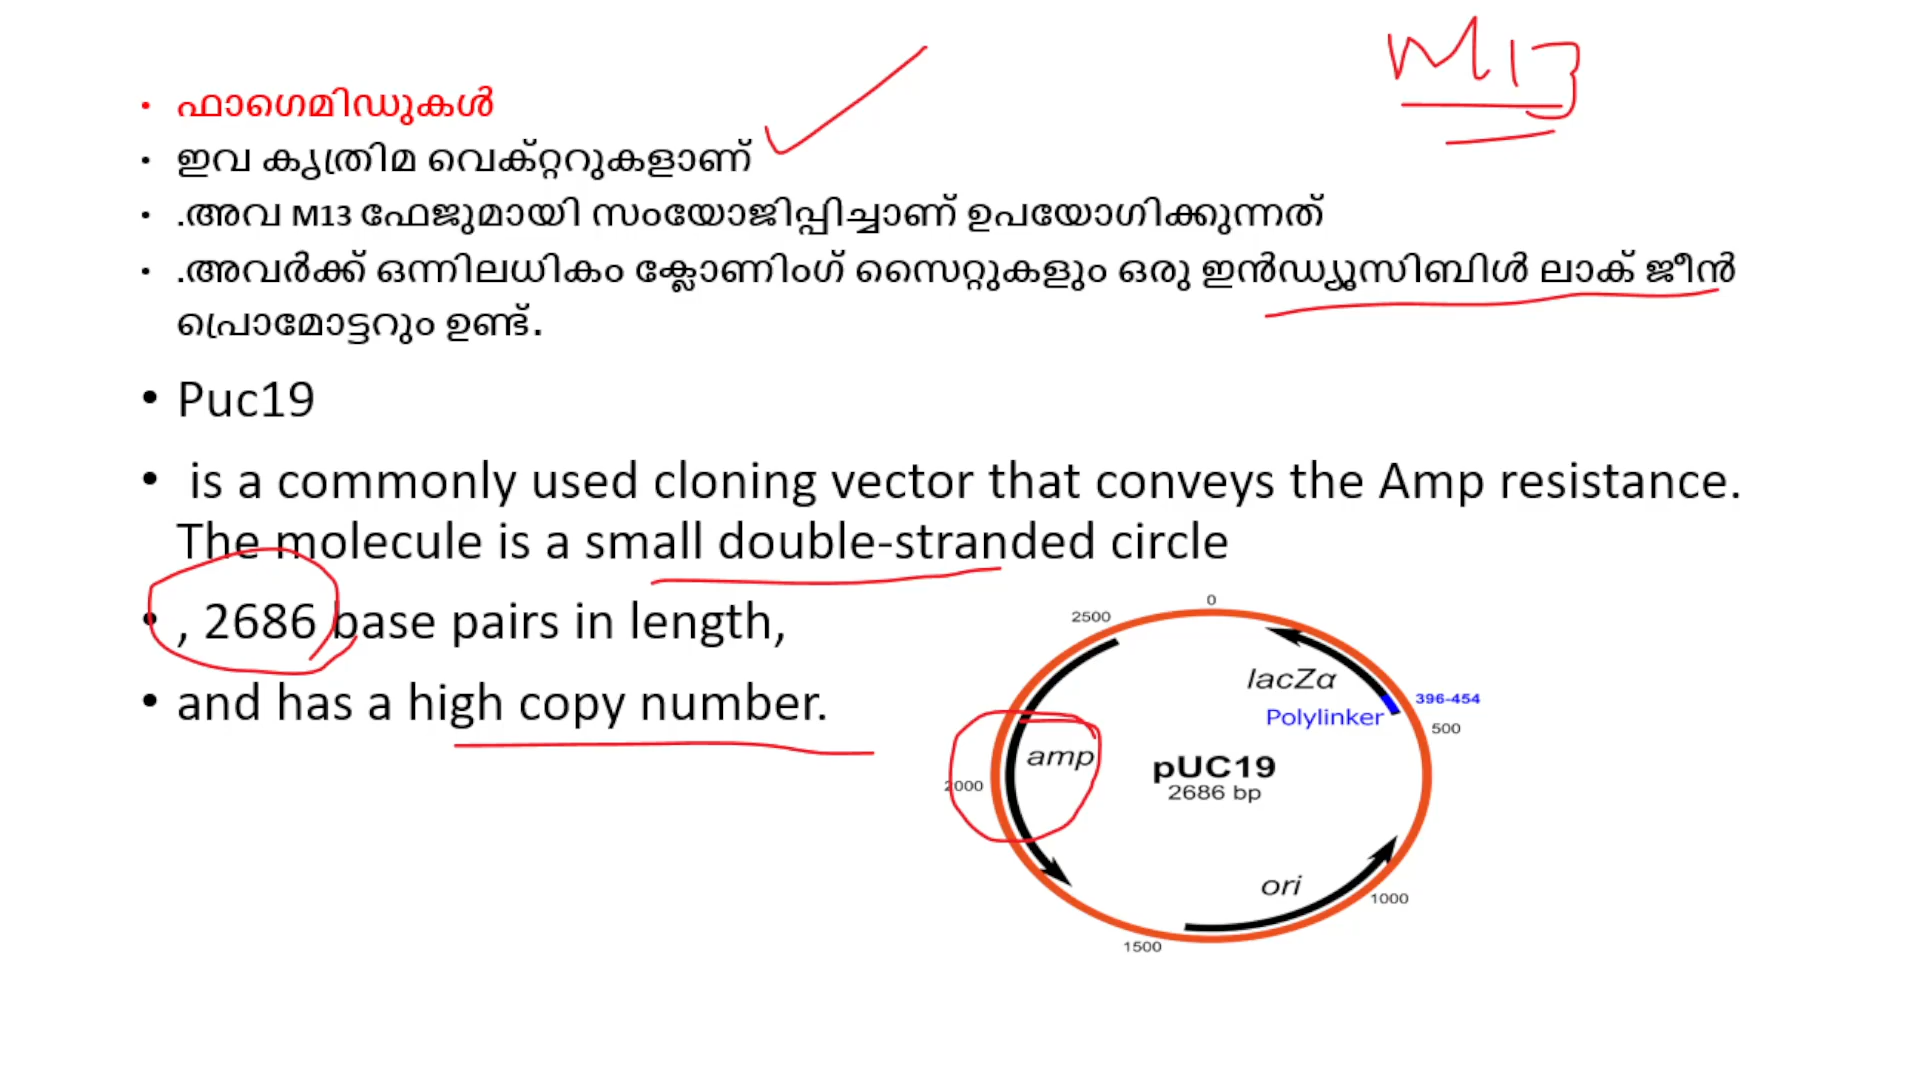 M13
• ഫാഗെമിഡുകൾ
• ഇവ കൃത്രിമ വെക്റ്ററുകളാണ്
• .അവ M13 ഫേജുമായി സംയോജിപ്പിച്ചാണ് ഉപയോഗിക്കുന്നത്
• .അവർക്ക് ഒന്നിലധികം ക്ലോണിംഗ് സൈറ്റുകളും ഒരു ഇൻഡ്യൂസിബിൾ ലാക് ജീൻ
പ്രൊമോട്ടറും ഉണ്ട്.
• Puc19
• is a commonly used cloning vector that conveys the Amp resistance.
The molecule is a small double-stranded circle
• , 2686 base pairs in length,
• and has a high copy number.
0
2500
lacZα
396-454
Polylinker
500
amp
pUC19
2000
2686 bp
ori
1000
1500